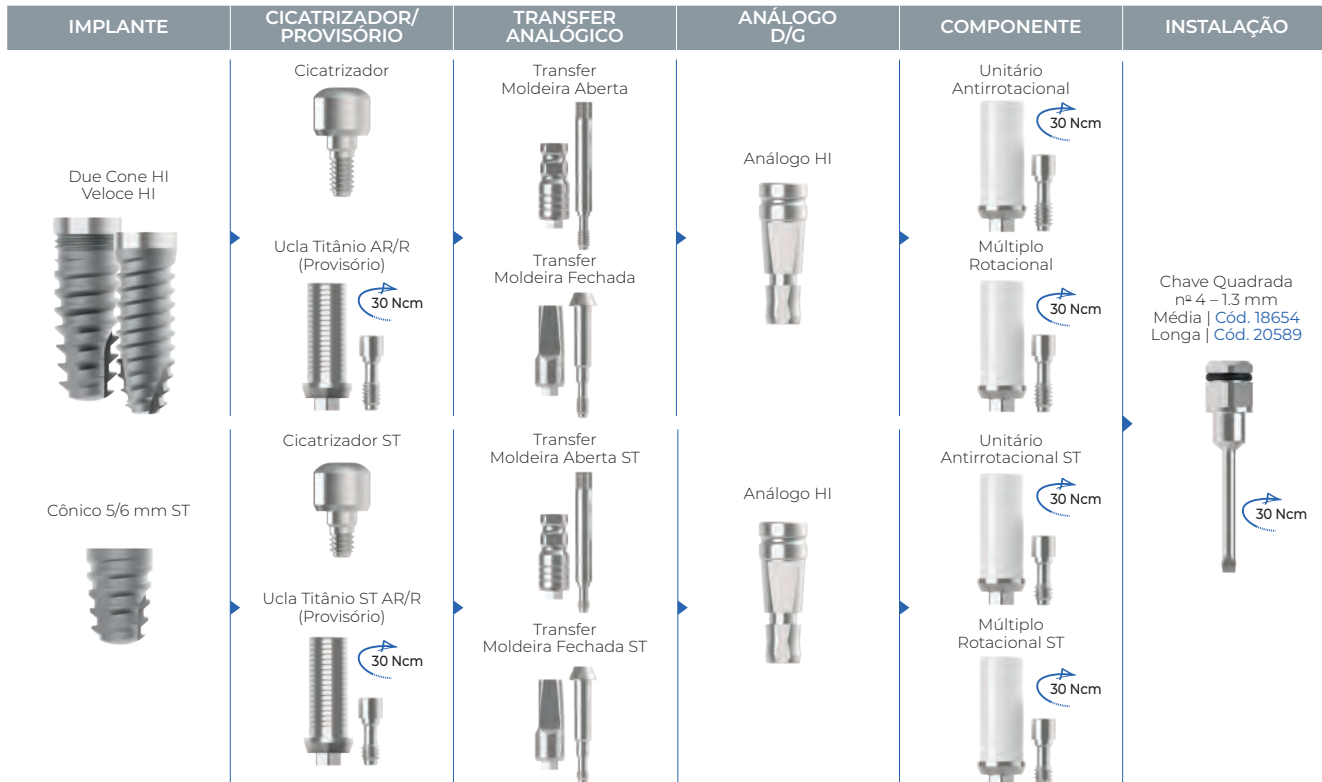 IMPLANTE
CICATRIZADOR/
PROVISÓRIO
TRANSFER
ANALÓGICO
ANÁLOGO
D/G
COMPONENTE
INSTALAÇÃO
Due Cone HI
Veloce HI
Cicatrizador
Ucla Titânio AR/R
(Provisório)
30 Ncm
Transfer
Moldeira Aberta
Transfer
Moldeira Fechada
Análogo HI
Unitário
Antirrotacional
30 Ncm
Múltiplo
Rotacional
30 Ncm
Chave Quadrada
nº 4 – 1.3 mm
Média | Cód. 18654
Longa | Cód. 20589
30 Ncm
Cônico 5/6 mm ST
Cicatrizador ST
Ucla Titânio ST AR/R
(Provisório)
30 Ncm
Transfer
Moldeira Aberta ST
Transfer
Moldeira Fechada ST
Análogo HI
Unitário
Antirrotacional ST
30 Ncm
Múltiplo
Rotacional ST
30 Ncm